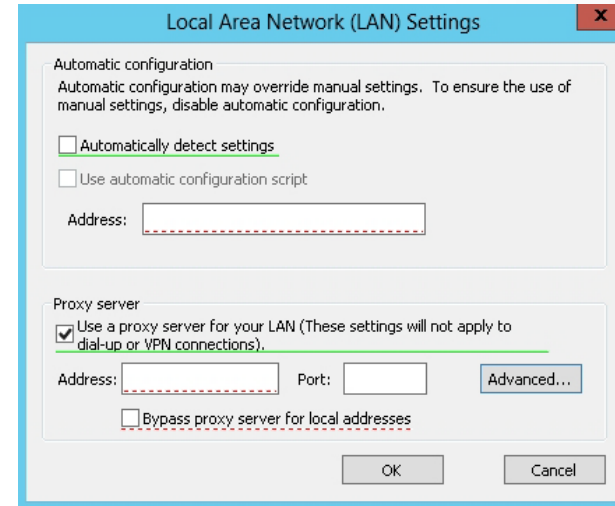 Local Area Network (LAN) Settings
x
Automatic configuration
Automatic configuration may override manual settings. To ensure the use of
manual settings, disable automatic configuration.
Automatically detect settings
Use automatic configuration script
Address:
Proxy server
Use a proxy server for your LAN (These settings will not apply to
dial-up or VPN connections).
Address: Port: Advanced...
Bypass proxy server for local addresses
OK Cancel